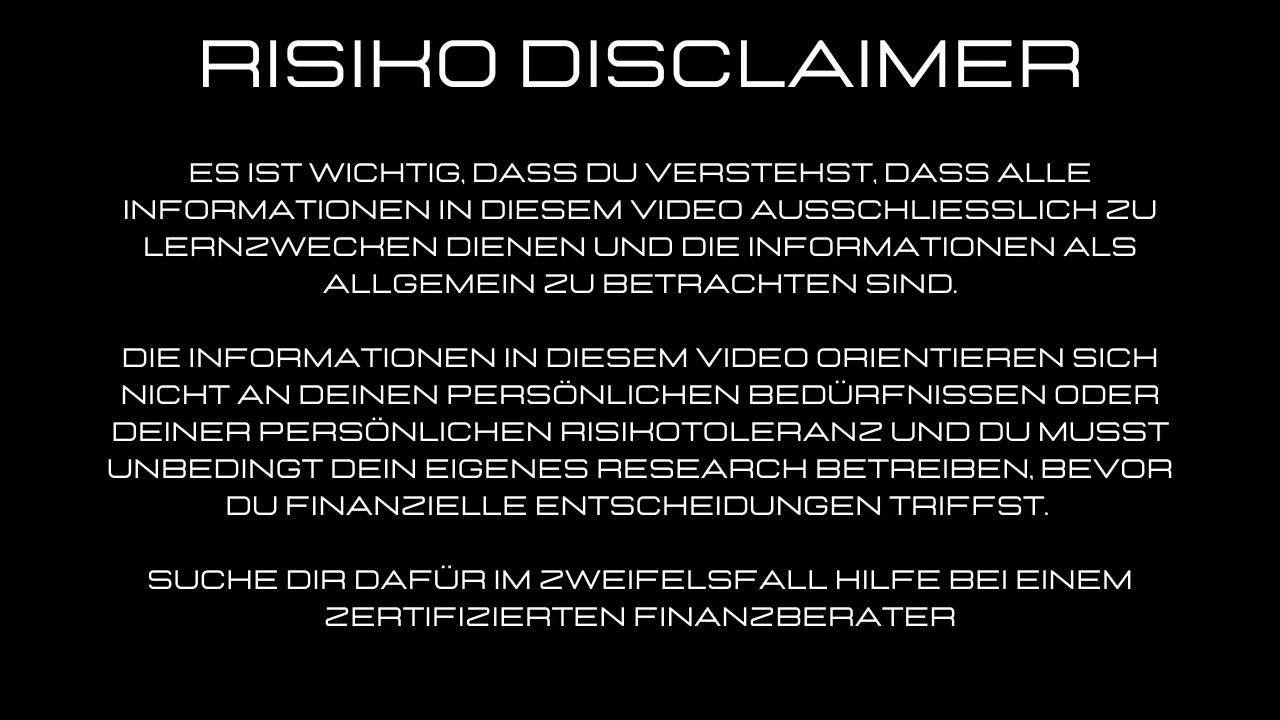 RISIKO DISCLAIMER
ES IST WICHTIG, DASS DU VERSTEHST, DASS ALLE
INFORMATIONEN IN DIESEM VIDEO AUSSCHLIESSLICH ZU
LERNZWECKEN DIENEN UND DIE INFORMATIONEN ALS
ALLGEMEIN ZU BETRACHTEN SIND.
DIE INFORMATIONEN IN DIESEM VIDEO ORIENTIEREN SICH
NICHT AN DEINEN PERSÖNLICHEN BEDÜRFNISSEN ODER
DEINER PERSÖNLICHEN RISIKOTOLERANZ UND DU MUSST
UNBEDINGT DEIN EIGENES RESEARCH BETREIBEN, BEVOR
DU FINANZIELLE ENTSCHEIDUNGEN TRIFFST.
SUCHE DIR DAFÜR IM ZWEIFELSFALL HILFE BEI EINEM
ZERTIFIZIERTEN FINANZBERATER